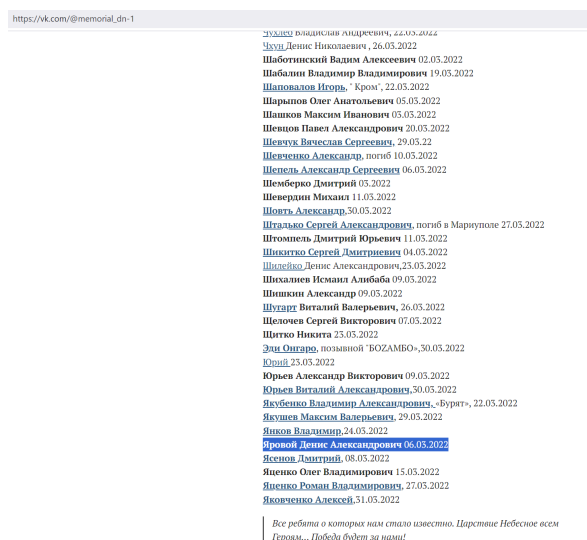 https://vk.com/@memorial_dn-1
Чухлеб Владислав Андреевич, 22.03.2022
Чхун Денис Николаевич , 26.03.2022
Шаботинский Вадим Алексеевич 02.03.2022
Шабалин Владимир Владимирович 19.03.2022
Шаповалов Игорь, " Кром", 22.03.2022
Шарыпов Олег Анатольевич 05.03.2022
Шашков Максим Иванович 03.03.2022
Шевцов Павел Александрович 20.03.2022
Шевчук Вячеслав Сергеевич, 29.03.22
Шевченко Александр, погиб 10.03.2022
Шепель Александр Сергеевич 06.03.2022
Шемберко Дмитрий 03.2022
Шевердин Михаил 11.03.2022
Шовть Александр,30.03.2022
Штадько Сергей Александрович, погиб в Мариуполе 27.03.2022
Штомпель Дмитрий Юрьевич 11.03.2022
Шикитко Сергей Дмитриевич 04.03.2022
Шилейко Денис Александрович,23.03.2022
Шихалиев Исмаил Алибаба 09.03.2022
Шишкин Александр 09.03.2022
Шугарт Виталий Валерьевич, 26.03.2022
Щелочев Сергей Викторович 07.03.2022
Щитко Никита 23.03.2022
Эди Онгаро, позывной "БОZАМБО»,30.03.2022
Юрий 23.03.2022
Юрьев Александр Викторович 09.03.2022
Юрьев Виталий Александрович,30.03.2022
Якубенко Владимир Александрович, «Бурят», 22.03.2022
Якушев Максим Валерьевич, 29.03.2022
Янков Владимир,24.03.2022
Яровой Денис Александрович 06.03.2022
Ясенов Дмитрий, 08.03.2022
Яценко Олег Владимирович 15.03.2022
Яценко Роман Владимирович, 27.03.2022
Яковченко Алексей,31.03.2022
Все ребята о которых нам стало известно. Царствие Небесное всем
Героям... Победа будет за нами!